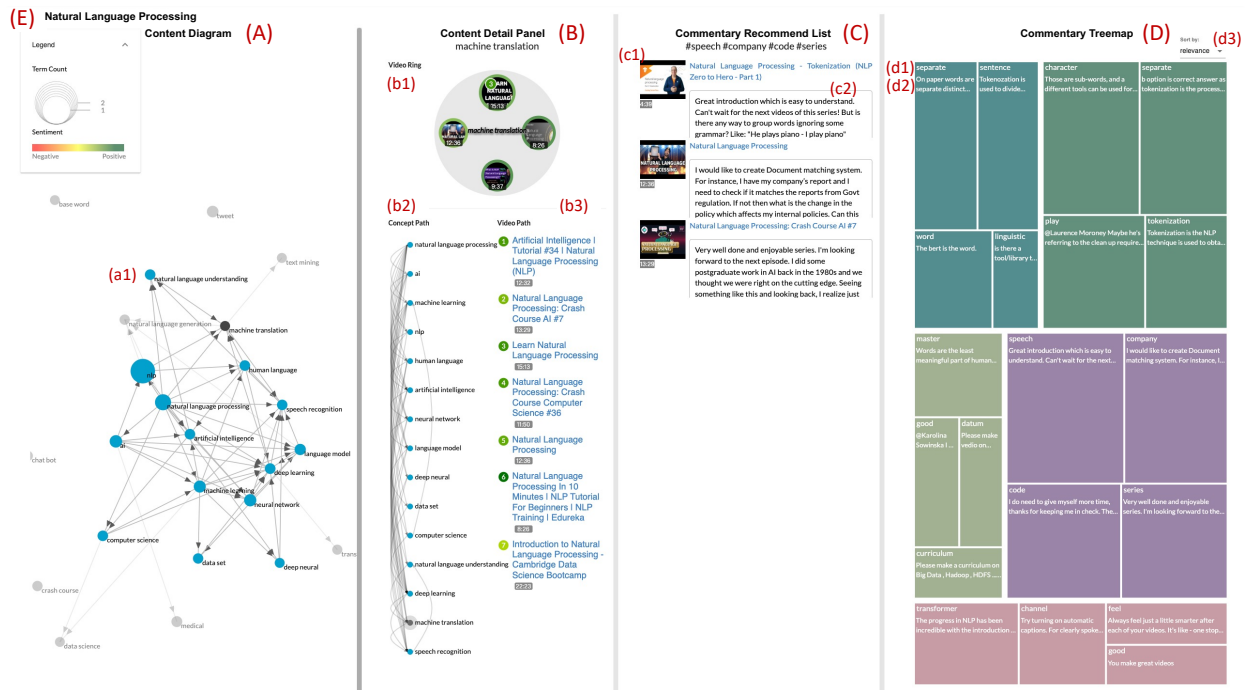 (E)
Natural Language Processing
Content Diagram
(A)
Legend
Term Count
2
1
Sentiment
Negative
Positive
base word
tweet
text mining
(a1)
natural language understanding
natural language generation
machine translation
nlp
human language
natural language processing
speech recognition
artificial intelligence
ai
language model
chat bot
deep learning
machine learning
neural network
computer science
data set
deep neural
trans
crash course
medical
data science
Content Detail Panel
(B)
machine translation
Video Ring
(b1)
LEARN
NATURAL
LANGUAGE
15:13
machine translation
12:36
8:26
9:37
(b2)
(b3)
Concept Path
Video Path
natural language processing
ai
machine learning
nlp
human language
artificial intelligence
neural network
language model
deep neural
data set
computer science
natural language understanding
deep learning
machine translation
speech recognition
1 Artificial Intelligence |
Tutorial #34 | Natural
Language Processing
(NLP)
12:32
2 Natural Language
Processing: Crash
Course AI #7
13:29
3 Learn Natural
Language Processing
15:13
4 Natural Language
Processing: Crash
Course Computer
Science #36
11:50
5 Natural Language
Processing
12:36
6 Natural Language
Processing In 10
Minutes | NLP Tutorial
For Beginners | NLP
Training | Edureka
8:26
7 Introduction to Natural
Language Processing -
Cambridge Data
Science Bootcamp
22:23
Commentary Recommend List
(C)
#speech #company #code #series
(c1)
Natural Language Processing - Tokenization (NLP
Zero to Hero - Part 1)
4:39
(c2)
Great introduction which is easy to understand.
Can't wait for the next videos of this series! But is
there any way to group words ignoring some
grammar? Like: "He plays piano - I play piano"
Natural Language Processing
NATURAL LANGUAGE
PROCESSING
12:36
I would like to create Document matching system.
For instance, I have my company's report and I
need to check if it matches the reports from Govt
regulation. If not then what is the change in the
policy which affects my internal policies. Can this
Natural Language Processing: Crash Course AI #7
13:29
Very well done and enjoyable series. I'm looking
forward to the next episode. I did some
postgraduate work in AI back in the 1980s and we
thought we were right on the cutting edge. Seeing
something like this and looking back, I realize just
Commentary Treemap
(D)
Sort by:
relevance
(d3)
(d1)
(d2)
separate
On paper words are
separate distinct...
sentence
Tokenozation is
used to divide...
character
Those are sub-words, and a
different tools can be used for...
separate
b option is correct answer as
tokenization is the process...
word
The bert is the word.
linguistic
is there a
tool/library t...
play
@Laurence Moroney Maybe he's
referring to the clean up require...
tokenization
Tokenization is the NLP
technique is used to obta...
master
Words are the least
meaningful part of human...
speech
Great introduction which is easy to
understand. Can't wait for the next...
company
I would like to create Document
matching system. For instance, I...
good
@Karolina
Sowinska I ...
datum
Please make
vedio on...
code
I do need to give myself more time,
thanks for keeping me in check. The...
series
Very well done and enjoyable
series. I'm looking forward to the...
curriculum
Please make a curriculum on
Big Data , Hadoop , HDFS ......
transformer
The progress in NLP has been
incredible with the introduction...
channel
Try turning on automatic
captions. For clearly spoke...
feel
Always feel just a little smarter after
each of your videos. It's like - one stop...
good
You make great videos